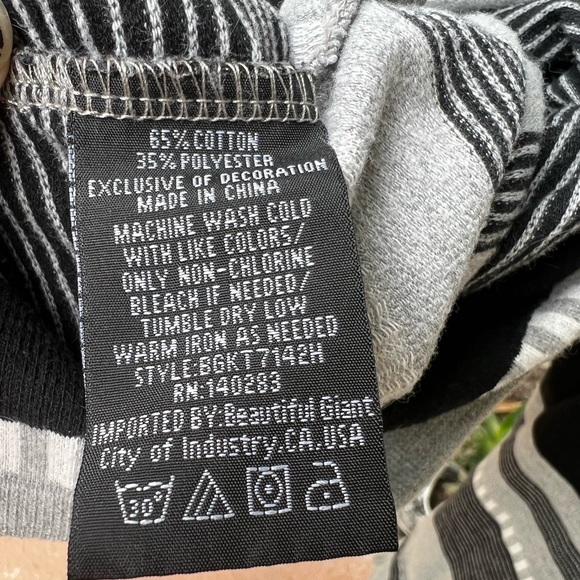 65% COTTON
35% POLYESTER
EXCLUSIVE OF DECORATION
MADE IN CHINA
MACHINE WASH COLD
WITH LIKE COLORS/
ONLY NON-CHLORINE
BLEACH IF NEEDED/
TUMBLE DRY LOW
WARM IRON AS NEEDED
STYLE:BGKT7142H
RN:140283
IMPORTED BY:Beautiful Giant
City of Industry.CA.USA
30°